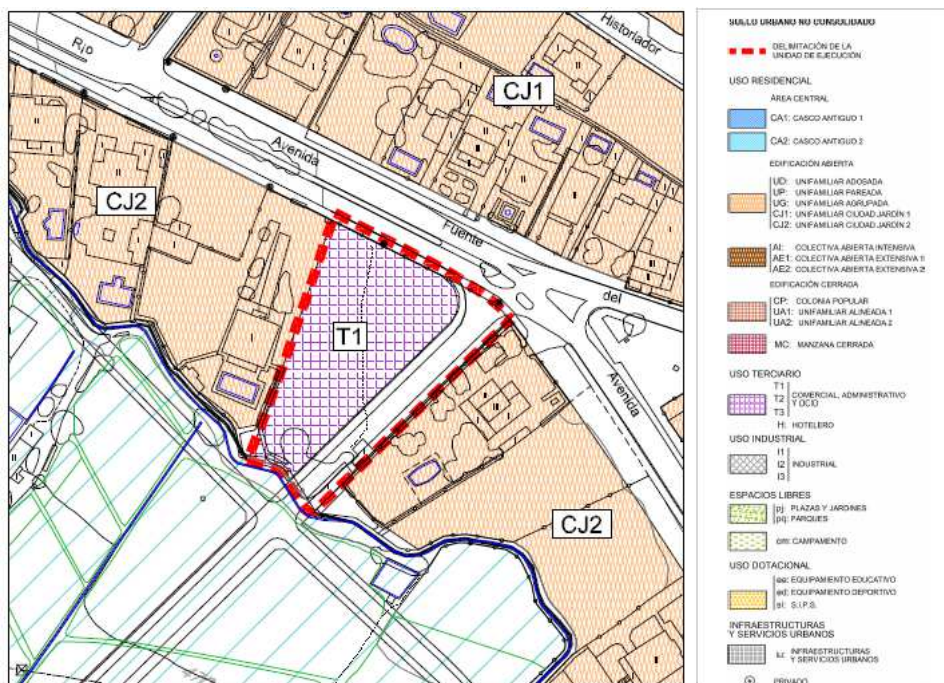 Historiador
Río
CJ1
Avenida
CJ2
Fuente
T1
del
Avenida
CJ2
SUELO URBANO NO CONSOLIDADO
DELIMITACIÓN DE LA
UNIDAD DE EJECUCIÓN
USO RESIDENCIAL
ÁREA CENTRAL
CA1: CASCO ANTIGUO 1
CA2: CASCO ANTIGUO 2
EDIFICACIÓN ABIERTA
UD: UNIFAMILIAR ADOSADA
UP: UNIFAMILIAR PAREADA
UG: UNIFAMILIAR AGRUPADA
CJ1: UNIFAMILIAR CIUDAD JARDÍN 1
CJ2: UNIFAMILIAR CIUDAD JARDÍN 2
AI: COLECTIVA ABIERTA INTENSIVA
AE1: COLECTIVA ABIERTA EXTENSIVA 1
AE2: COLECTIVA ABIERTA EXTENSIVA 2
EDIFICACIÓN CERRADA
CP: COLONIA POPULAR
UA1: UNIFAMILIAR ALINEADA 1
UA2: UNIFAMILIAR ALINEADA 2
MC: MANZANA CERRADA
USO TERCIARIO
T1
T2 COMERCIAL, ADMINISTRATIVO
Y OCIO
T3
H: HOTELERO
USO INDUSTRIAL
I1
I2 INDUSTRIAL
I3
ESPACIOS LIBRES
pj: PLAZAS Y JARDINES
pq: PARQUES
cm: CAMPAMENTO
USO DOTACIONAL
ee: EQUIPAMIENTO EDUCATIVO
ed: EQUIPAMIENTO DEPORTIVO
si: S.I.P.S.
INFRAESTRUCTURAS
Y SERVICIOS URBANOS
su: INFRAESTRUCTURAS
Y SERVICIOS URBANOS
PRIVADO